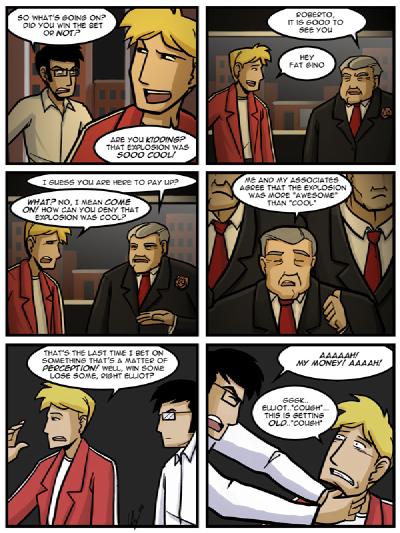 SO WHAT'S GOING ON?
DID YOU WIN THE BET
OR NOT?
ARE YOU KIDDING?
THAT EXPLOSION WAS
SOOO COOL!
ROBERTO,
IT IS GOOD TO
SEE YOU
HEY
FAT GINO
I GUESS YOU ARE HERE TO PAY UP?
WHAT? NO, I MEAN COME
ON! HOW CAN YOU DENY THAT
EXPLOSION WAS COOL?
ME AND MY ASSOCIATES
AGREE THAT THE EXPLOSION
WAS MORE "AWESOME"
THAN "COOL"
THAT'S THE LAST TIME I BET ON
SOMETHING THAT'S A MATTER OF
PERCEPTION! WELL, WIN SOME
LOSE SOME, RIGHT ELLIOT?
AAAAAH!
MY MONEY! AAAAH!
GGGK..
ELLIOT..*COUGH*...
THIS IS GETTING
OLD..*COUGH*